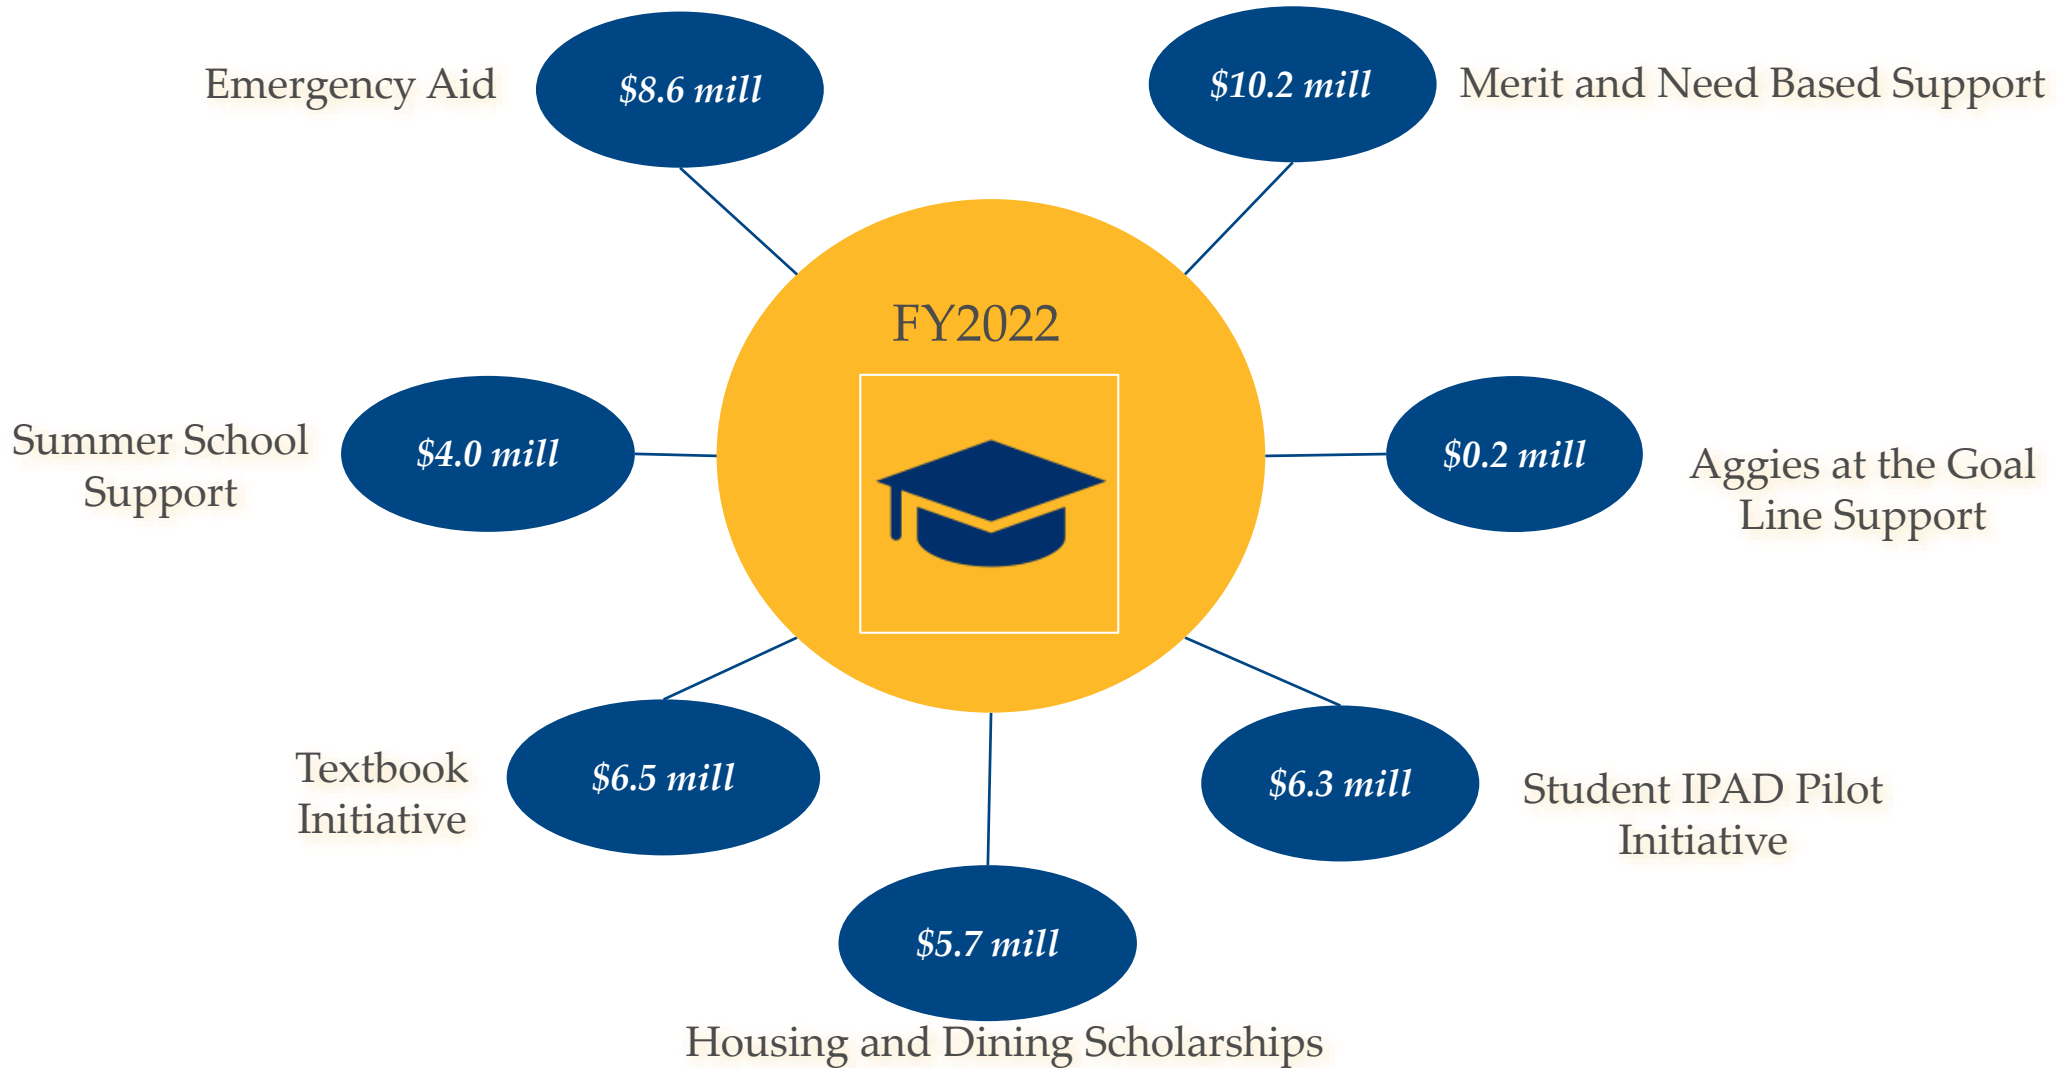 Emergency Aid
$8.6 mill
$10.2 mill
Merit and Need Based Support
FY2022
Summer School
Support
$4.0 mill
$0.2 mill
Aggies at the Goal
Line Support
Textbook
Initiative
$6.5 mill
$6.3 mill
Student IPAD Pilot
Initiative
$5.7 mill
Housing and Dining Scholarships